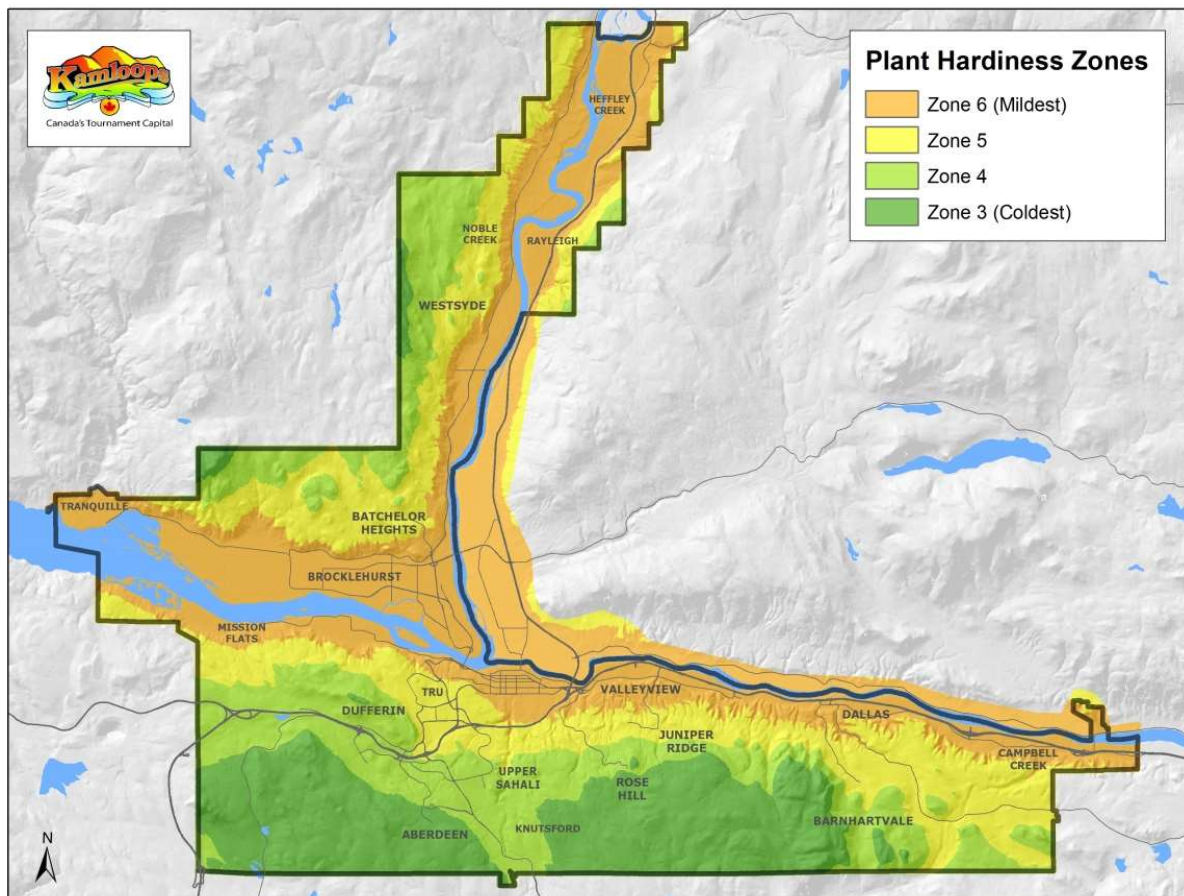 Kamloops
Canada's Tournament Capital
Plant Hardiness Zones
Zone 6 (Mildest)
Zone 5
Zone 4
Zone 3 (Coldest)
HEFFLEY
CREEK
NOBLE
CREEK
RAYLEIGH
WESTSYDE
TRANQUILLE
BATCHELOR
HEIGHTS
BROCKLEHURST
MISSION
FLATS
TRU
VALLEYVIEW
DUFFERIN
DALLAS
JUNIPER
RIDGE
CAMPBELL
CREEK
UPPER
SAHALI
ROSE
HILL
BARNHARTVALE
ABERDEEN
KNUTSFORD
N